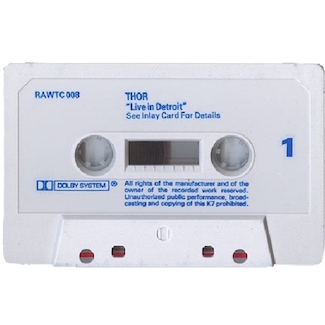 RAWTC 008
THOR
"Live in Detroit"
See Inlay Card For Details
1
DOLBY SYSTEM ®
All rights of the manufacturer and of the
owner of the recorded work reserved.
Unauthorized public performance, broad-
casting and copying of this K7 prohibited.